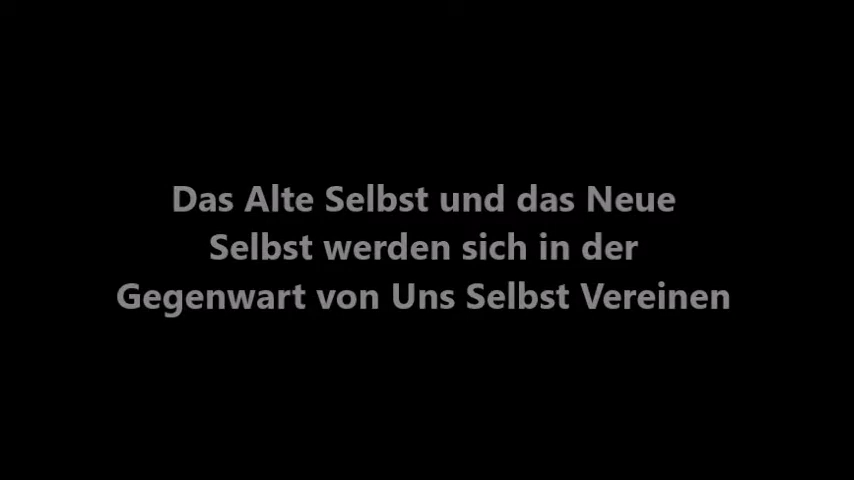 Das Alte Selbst und das Neue
Selbst werden sich in der
Gegenwart von Uns Selbst Vereinen